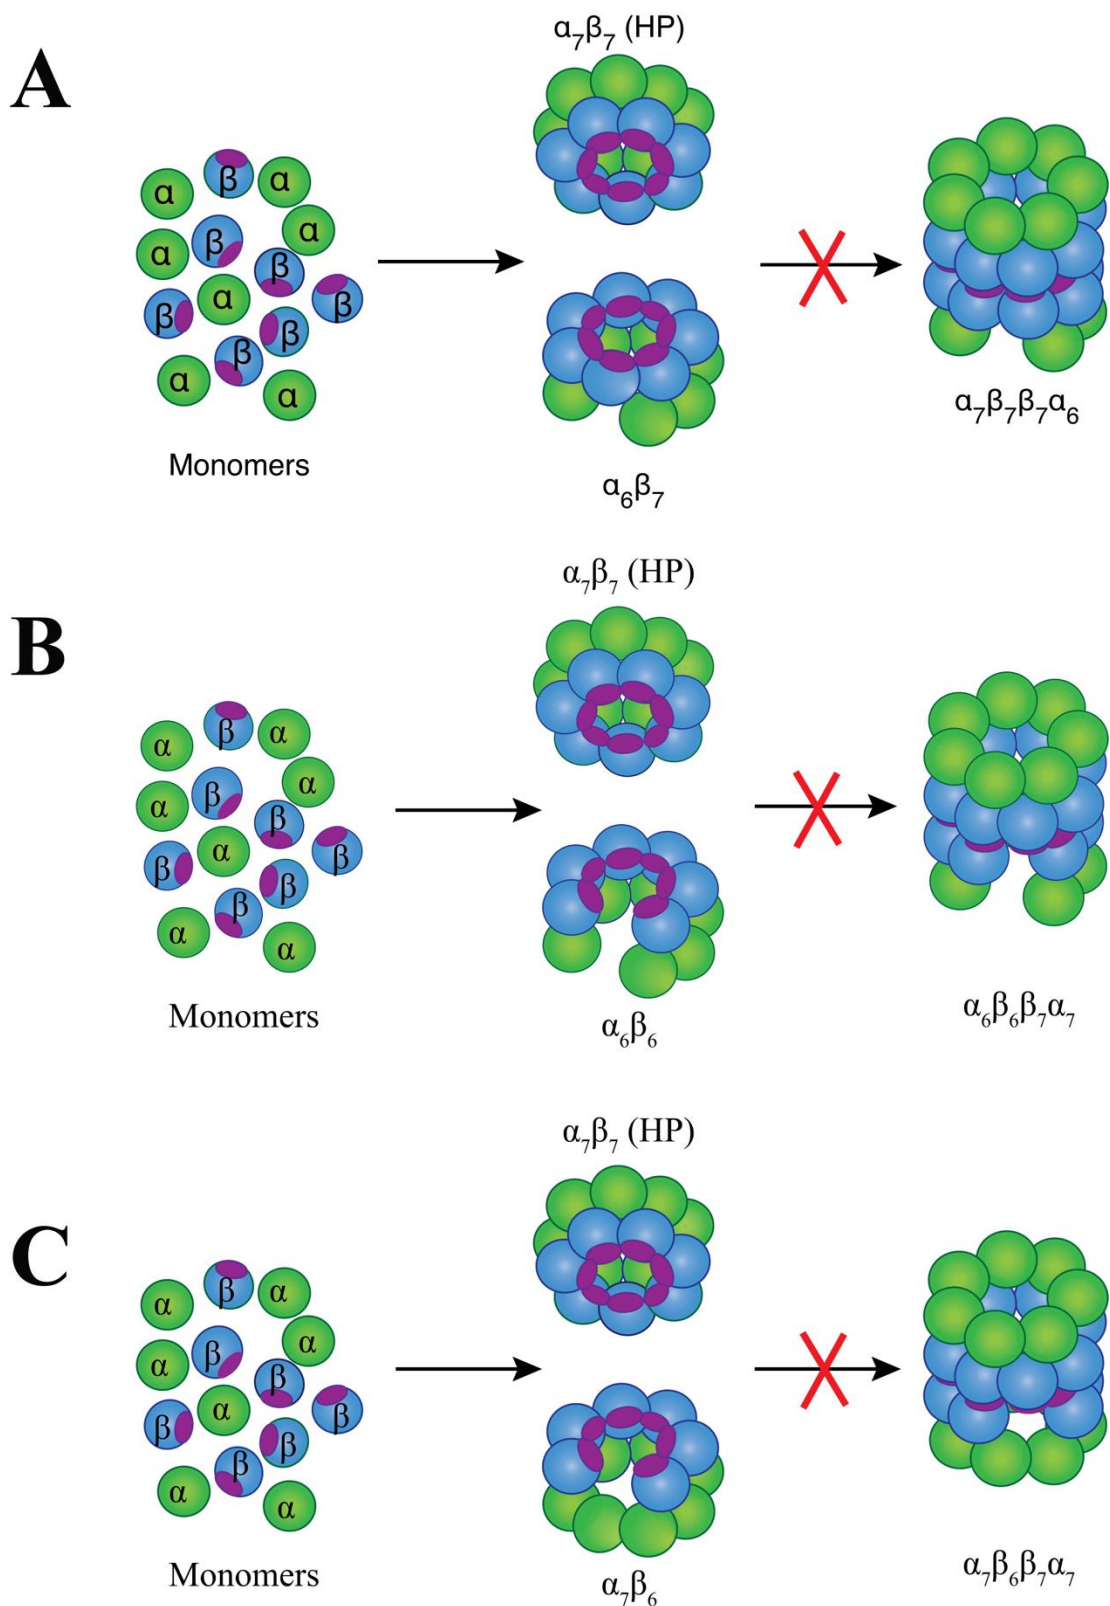 A
α₇β₇ (HP)
α β α
β α
α β
α β
β β
β
α α
Monomers
α₆β₇
α₇β₇β₇α₆
B
α₇β₇ (HP)
α β α
β α
α β
α β
β β
β
α α
Monomers
α₆β₆
α₆β₆β₇α₇
C
α₇β₇ (HP)
α β α
β α
α β
α β
β β
β
α α
Monomers
α₇β₆
α₇β₆β₇α₇